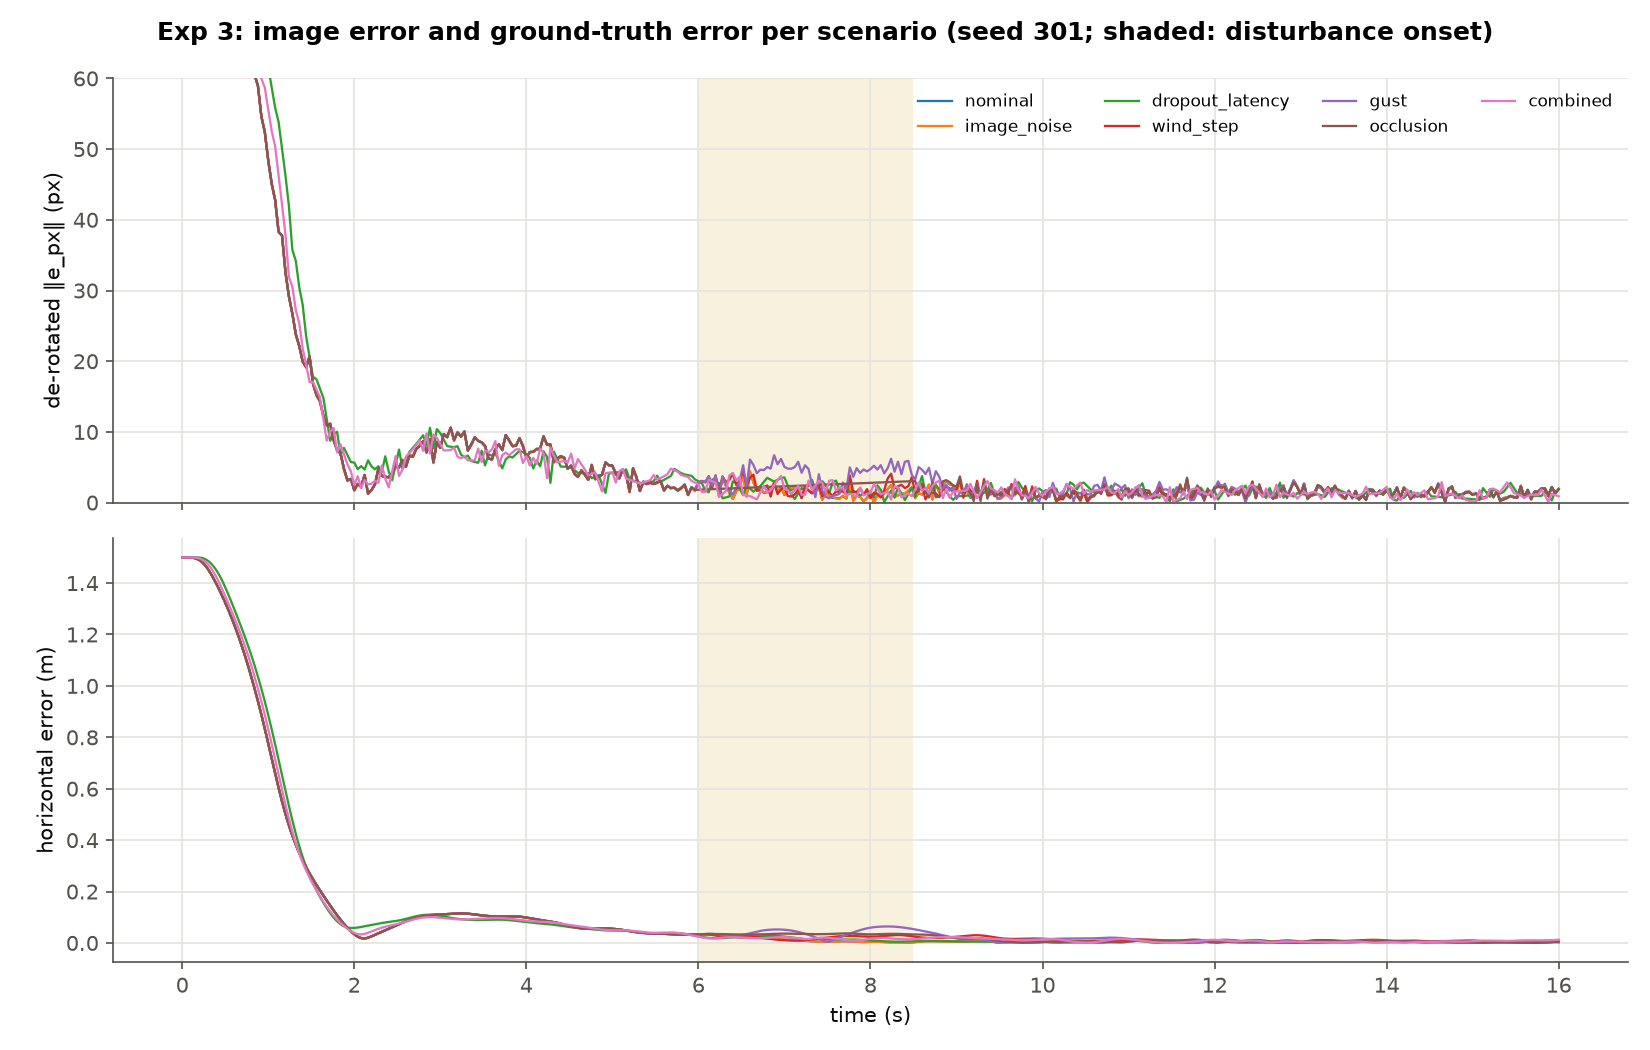 Exp 3: image error and ground-truth error per scenario (seed 301; shaded: disturbance onset)
de-rotated ‖e_px‖ (px)
60
50
40
30
20
10
0
nominal dropout_latency gust combined
image_noise wind_step occlusion
horizontal error (m)
1.4
1.2
1.0
0.8
0.6
0.4
0.2
0.0
0 2 4 6 8 10 12 14 16
time (s)